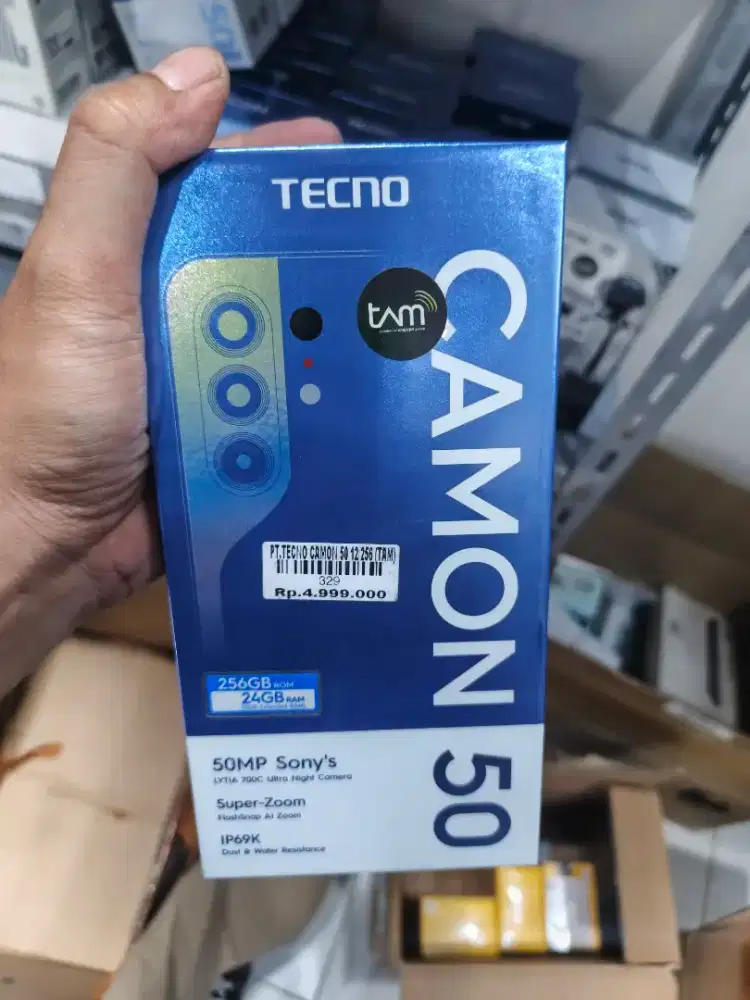 TECNO
tam
CAMON 50
PT.TECNO CAMON 50 12 256 (TAM)
329
Rp.4.999.000
256GB ROM
24GB RAM
50MP Sony's
LYTIA 700C Ultra Night Camera
Super-Zoom
FlashSnap AI Zoom
IP69K
Dust & Water Resistance